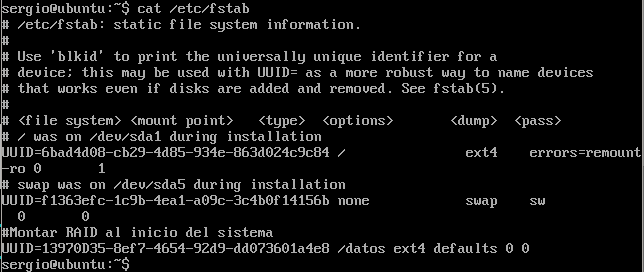 sergio@ubuntu:~$ cat /etc/fstab
# /etc/fstab: static file system information.
#
# Use 'blkid' to print the universally unique identifier for a
# device; this may be used with UUID= as a more robust way to name devices
# that works even if disks are added and removed. See fstab(5).
#
# <file system> <mount point>   <type>  <options>       <dump>  <pass>
# / was on /dev/sda1 during installation
UUID=6bad4d08-cb29-4d85-934e-863d024c9c84 /               ext4    errors=remount
-ro 0       1
# swap was on /dev/sda5 during installation
UUID=f1363efc-1c9b-4ea1-a09c-3c4b0f14156b none            swap    sw
  0       0
#Montar RAID al inicio del sistema
UUID=13970D35-8ef7-4654-92d9-dd073601a4e8 /datos ext4 defaults 0 0
sergio@ubuntu:~$